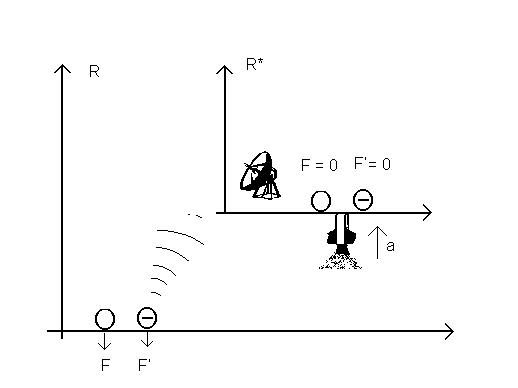 R
R*
F = 0 F'= 0
a
F F'